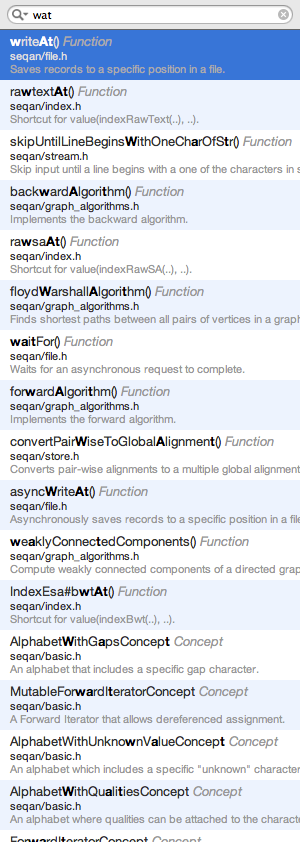 wat
writeAt() Function
seqan/file.h
Saves records to a specific position in a file.
rawtextAt() Function
seqan/index.h
Shortcut for value(indexRawText(..), ..).
skipUntilLineBeginsWithOneCharOfStr() Function
seqan/stream.h
Skip input until a line begins with a one of the characters in s
backwardAlgorithm() Function
seqan/graph_algorithms.h
Implements the backward algorithm.
rawsaAt() Function
seqan/index.h
Shortcut for value(indexRawSA(..), ..).
floydWarshallAlgorithm() Function
seqan/graph_algorithms.h
Finds shortest paths between all pairs of vertices in a graph
waitFor() Function
seqan/file.h
Waits for an asynchronous request to complete.
forwardAlgorithm() Function
seqan/graph_algorithms.h
Implements the forward algorithm.
convertPairWiseToGlobalAlignment() Function
seqan/store.h
Converts pair-wise alignments to a multiple global alignment
asyncWriteAt() Function
seqan/file.h
Asynchronously saves records to a specific position in a file
weaklyConnectedComponents() Function
seqan/graph_algorithms.h
Compute weakly connected components of a directed grap
IndexEsa#bwtAt() Function
seqan/index.h
Shortcut for value(indexBwt(..), ..).
AlphabetWithGapsConcept Concept
seqan/basic.h
An alphabet that includes a specific gap character.
MutableForwardIteratorConcept Concept
seqan/basic.h
A Forward Iterator that allows dereferenced assignment.
AlphabetWithUnknownValueConcept Concept
seqan/basic.h
An alphabet which includes a specific "unknown" character
AlphabetWithQualitiesConcept Concept
seqan/basic.h
An alphabet where qualities can be attached to the character
ForwardIteratorConcept Concept